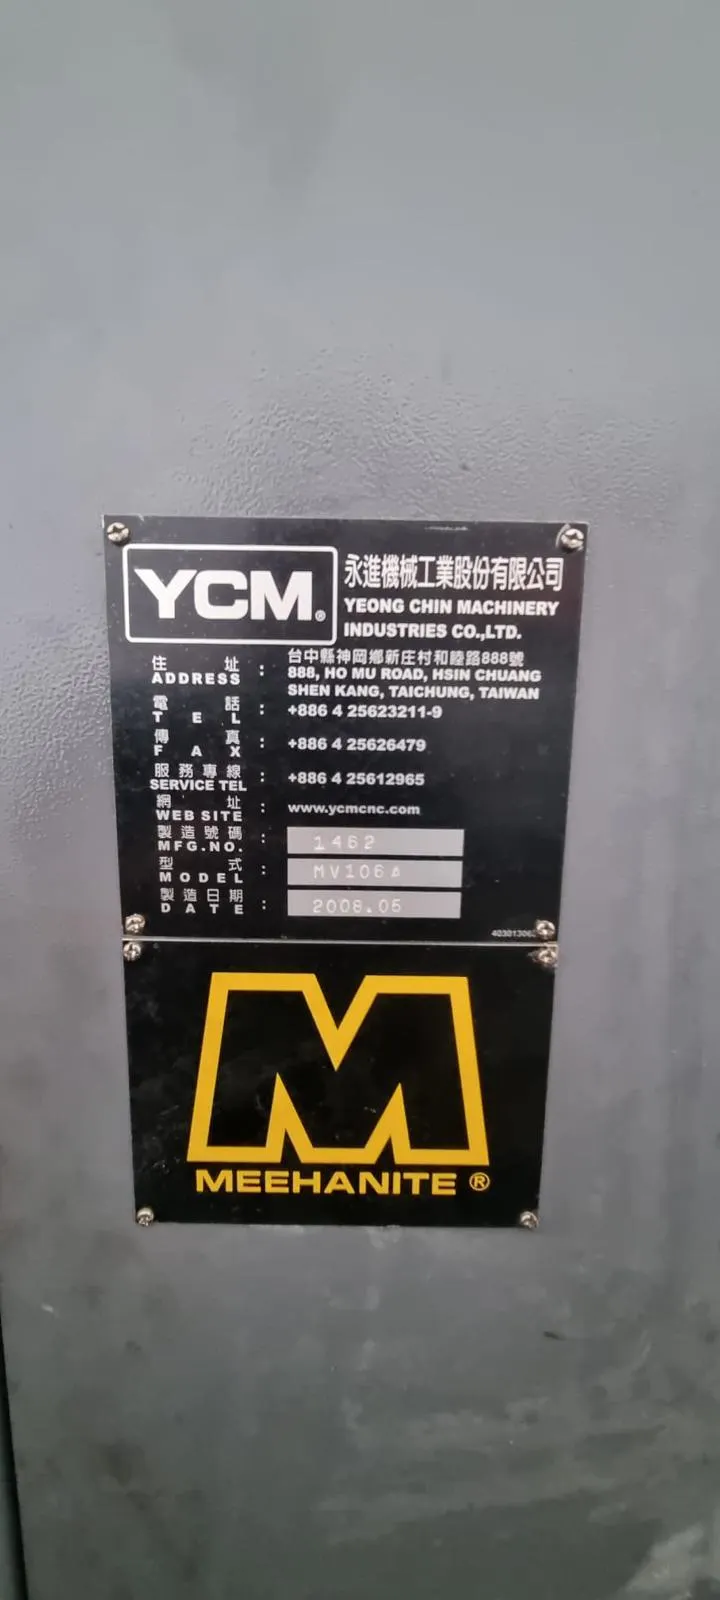 YCM®
永進機械工業股份有限公司
YEONG CHIN MACHINERY
INDUSTRIES CO.,LTD.
住址 : 台中縣神岡鄉新庄村和睦路888號
ADDRESS 888, HO MU ROAD, HSIN CHUANG
SHEN KANG, TAICHUNG, TAIWAN
電話 : +886 4 25623211-9
TEL
傳真 : +886 4 25626479
FAX
服務專線 : +886 4 25612965
SERVICE TEL
網址 : www.ycmcnc.com
WEB SITE
製造號碼 : 1462
MFG.NO.
型式 : MV106A
MODEL
製造日期 : 2008.05
DATE
MEEHANITE ®